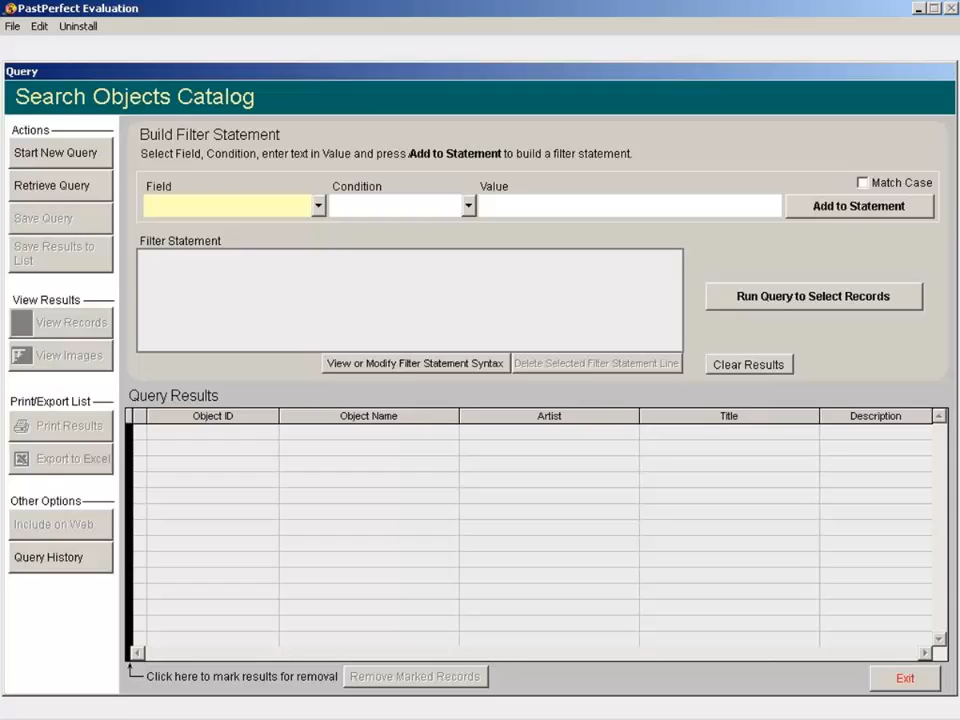 PastPerfect Evaluation
File Edit Uninstall
Query
Search Objects Catalog
Actions
Start New Query
Retrieve Query
Save Query
Save Results to
List
View Results
View Records
View Images
Print/Export List
Print Results
Export to Excel
Other Options
Include on Web
Query History
Build Filter Statement
Select Field, Condition, enter text in Value and press Add to Statement to build a filter statement.
Match Case
Field Condition Value
Add to Statement
Filter Statement
Run Query to Select Records
View or Modify Filter Statement Syntax Delete Selected Filter Statement Line
Clear Results
Query Results
Object ID Object Name Artist Title Description
Click here to mark results for removal Remove Marked Records
Exit